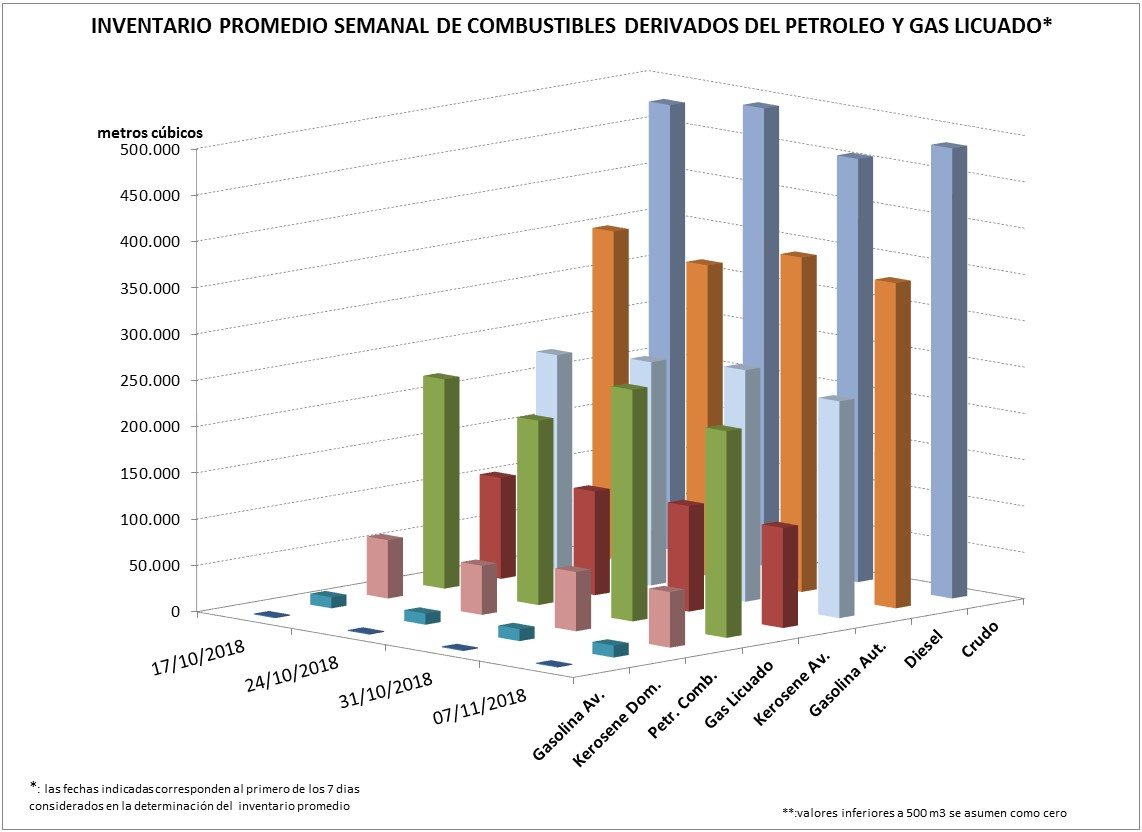 INVENTARIO PROMEDIO SEMANAL DE COMBUSTIBLES DERIVADOS DEL PETROLEO Y GAS LICUADO*
metros cúbicos
500.000
450.000
400.000
350.000
300.000
250.000
200.000
150.000
100.000
50.000
0
17/10/2018
24/10/2018
31/10/2018
07/11/2018
Gasolina Av.
Kerosene Dom.
Petr. Comb.
Gas Licuado
Kerosene Av.
Gasolina Aut.
Diesel
Crudo
*: las fechas indicadas corresponden al primero de los 7 dias
considerados en la determinación del inventario promedio
**:valores inferiores a 500 m3 se asumen como cero